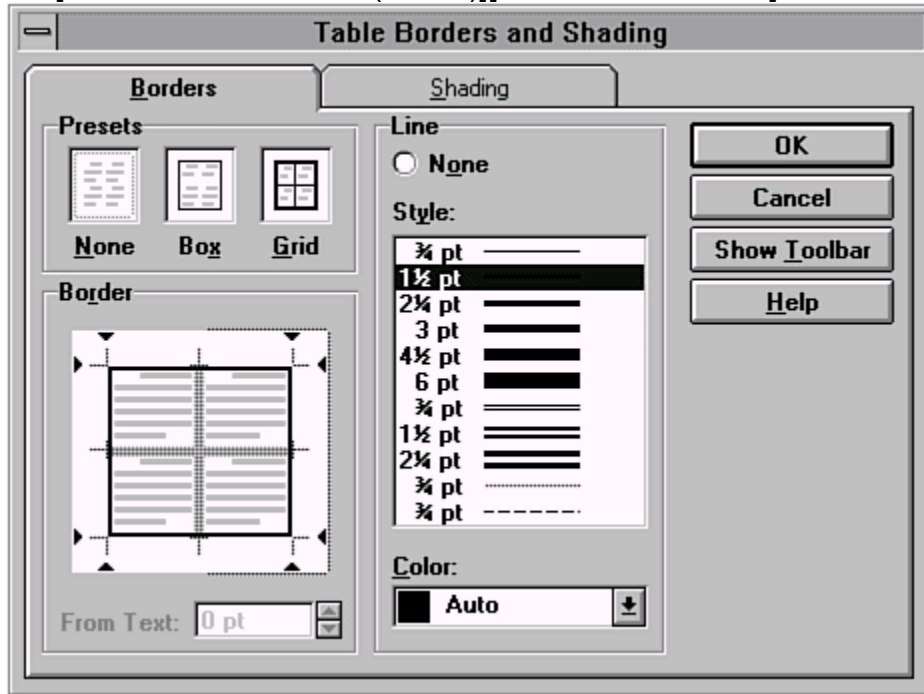 Table Borders and Shading
Borders
Shading
Presets
None
Box
Grid
Border
From Text: 0 pt
Line
None
Style:
¾ pt
1½ pt
2¼ pt
3 pt
4½ pt
6 pt
¾ pt
1½ pt
2¼ pt
¾ pt
¾ pt
Color:
Auto
OK
Cancel
Show Toolbar
Help